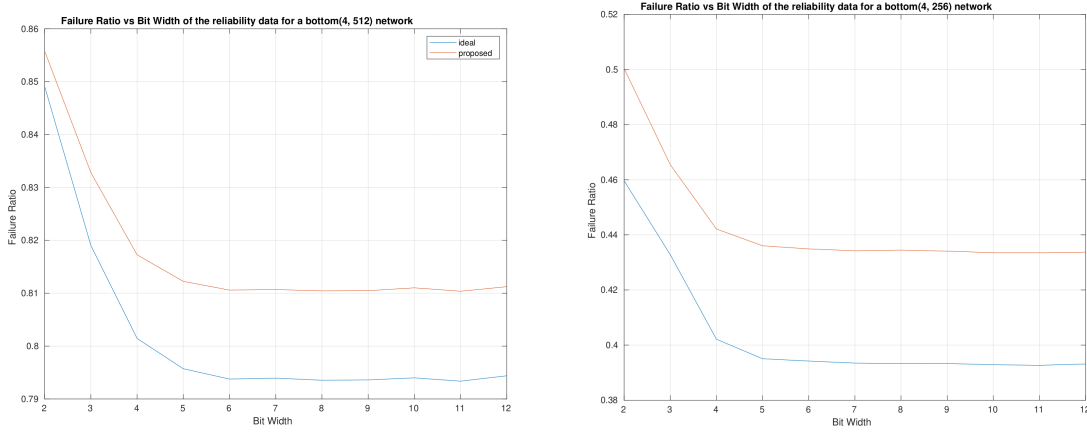 Failure Ratio vs Bit Width of the reliability data for a bottom(4, 512) network
0.86
0.85
0.84
0.83
0.82
0.81
0.8
0.79
Failure Ratio
2 3 4 5 6 7 8 9 10 11 12
Bit Width
ideal
proposed
Failure Ratio vs Bit Width of the reliability data for a bottom(4, 256) network
0.52
0.5
0.48
0.46
0.44
0.42
0.4
0.38
Failure Ratio
2 3 4 5 6 7 8 9 10 11 12
Bit Width